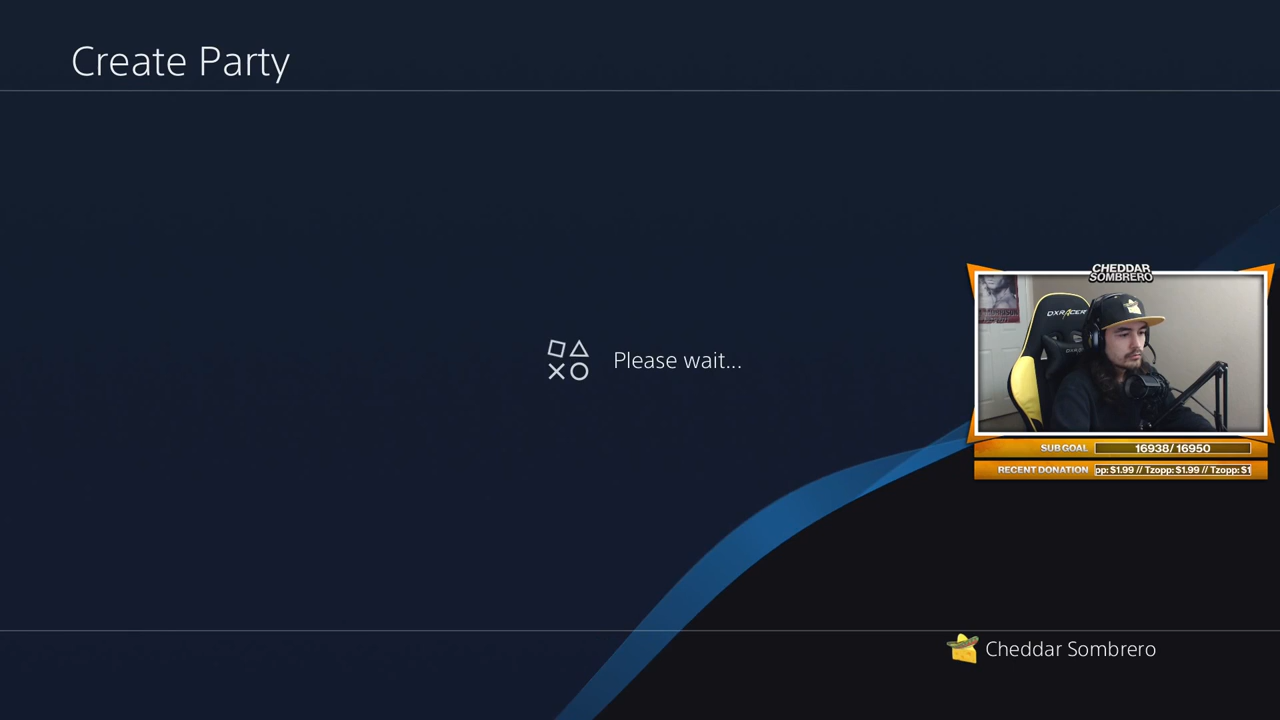 Create Party
Please wait...
CHEDDAR
SOMBRERO
DXRACER
SUB GOAL
16938/16950
RECENT DONATION
pp: $1.99 // Tzopp: $1.99 // Tzopp: $1
Cheddar Sombrero